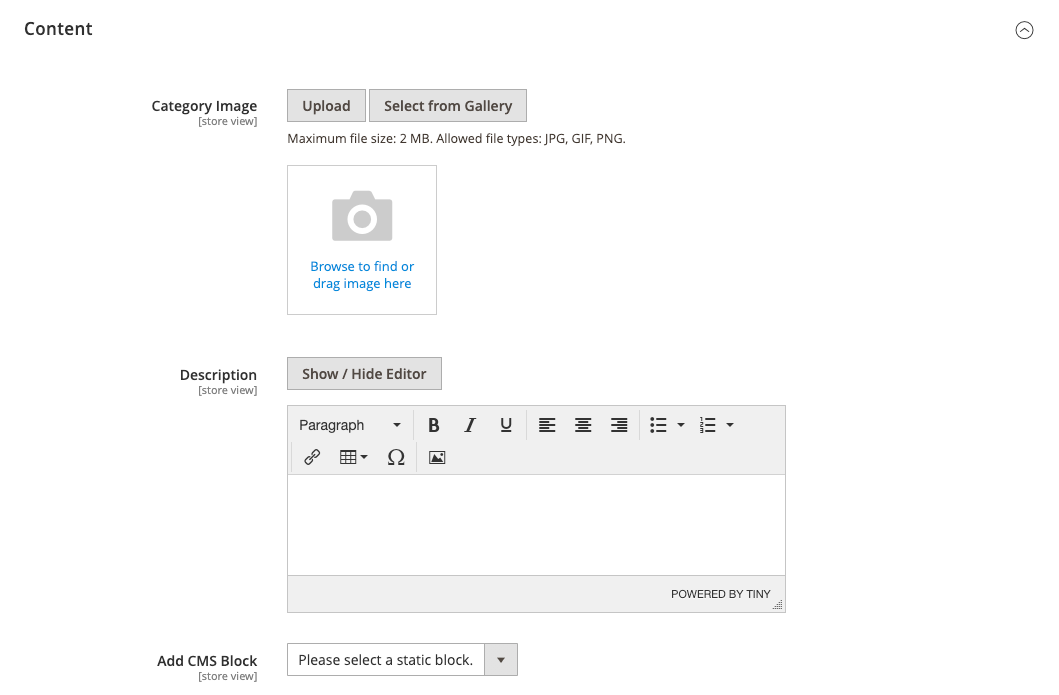 Content
Category Image
[store view]
Upload
Select from Gallery
Maximum file size: 2 MB. Allowed file types: JPG, GIF, PNG.
Browse to find or
drag image here
Description
[store view]
Show / Hide Editor
Paragraph
POWERED BY TINY
Add CMS Block
[store view]
Please select a static block.